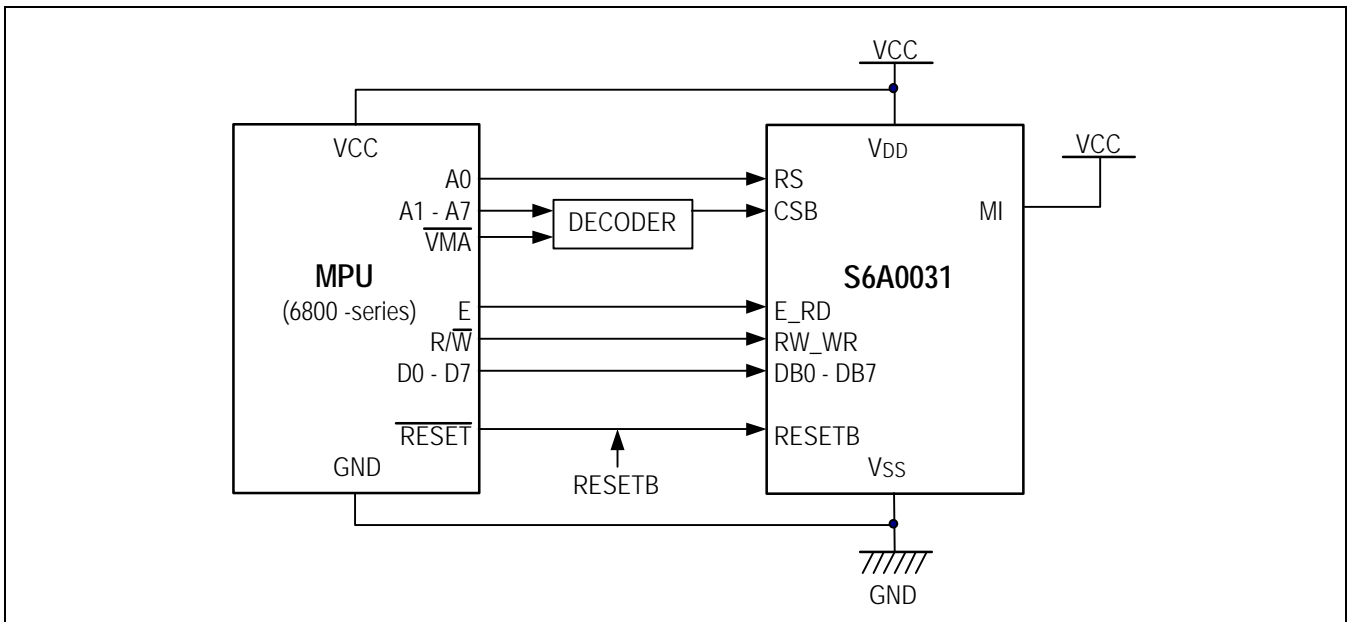 VCC
VCC
VDD
VCC
A0
RS
A1 - A7
DECODER
CSB
MI
VMA
MPU
S6A0031
(6800 -series)
E
E_RD
R/W
RW_WR
D0 - D7
DB0 - DB7
RESET
RESETB
GND
VSS
RESETB
GND